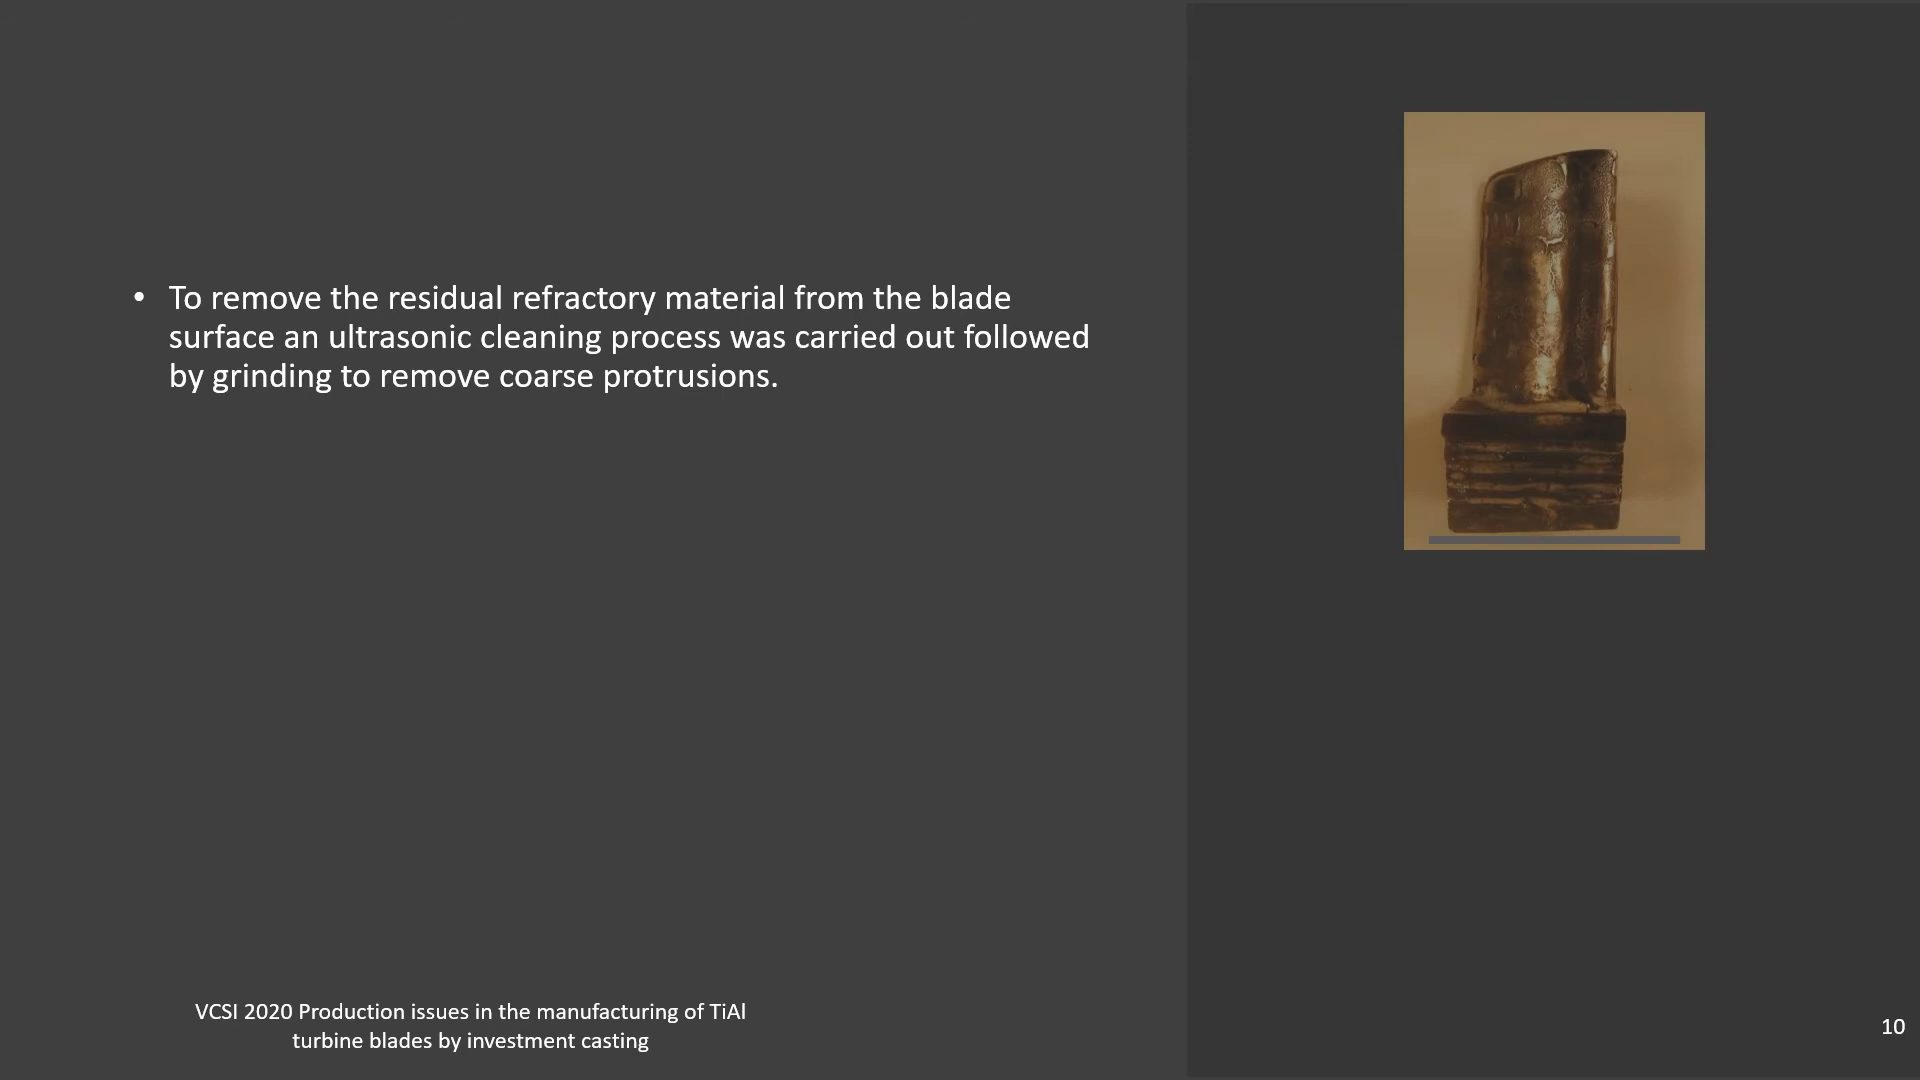 • To remove the residual refractory material from the blade
surface an ultrasonic cleaning process was carried out followed
by grinding to remove coarse protrusions.
VCSI 2020 Production issues in the manufacturing of TiAl
turbine blades by investment casting
10